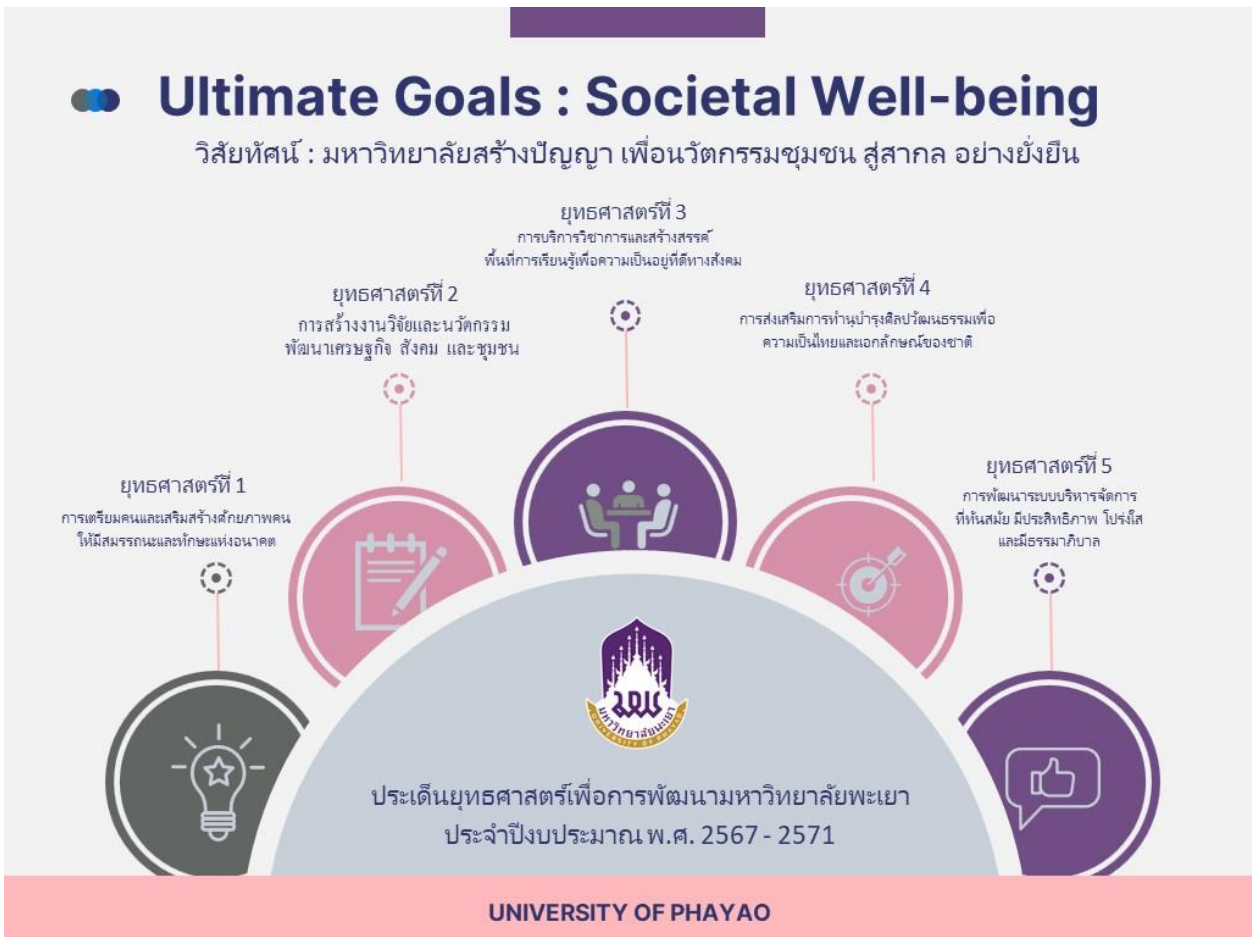 Ultimate Goals : Societal Well-being
วิสัยทัศน์ : มหาวิทยาลัยสร้างปัญญา เพื่อนวัตกรรมชุมชน สู่สากล อย่างยั่งยืน
ยุทธศาสตร์ที่ 1
การเตรียมคนและเสริมสร้างศักยภาพคน
ให้มีสมรรถนะและทักษะแห่งอนาคต
ยุทธศาสตร์ที่ 2
การสร้างงานวิจัยและนวัตกรรม
พัฒนาเศรษฐกิจ สังคม และชุมชน
ยุทธศาสตร์ที่ 3
การบริการวิชาการและสร้างสรรค์
พื้นที่การเรียนรู้เพื่อความเป็นอยู่ที่ดีทางสังคม
ยุทธศาสตร์ที่ 4
การส่งเสริมการทำนุบำรุงศิลปวัฒนธรรมเพื่อ
ความเป็นไทยและเอกลักษณ์ของชาติ
ยุทธศาสตร์ที่ 5
การพัฒนาระบบบริหารจัดการ
ที่ทันสมัย มีประสิทธิภาพ โปร่งใส
และมีธรรมาภิบาล
มหาวิทยาลัยพะเยา
UNIVERSITY OF PHAYAO
ประเด็นยุทธศาสตร์เพื่อการพัฒนามหาวิทยาลัยพะเยา
ประจำปีงบประมาณ พ.ศ. 2567 - 2571
UNIVERSITY OF PHAYAO